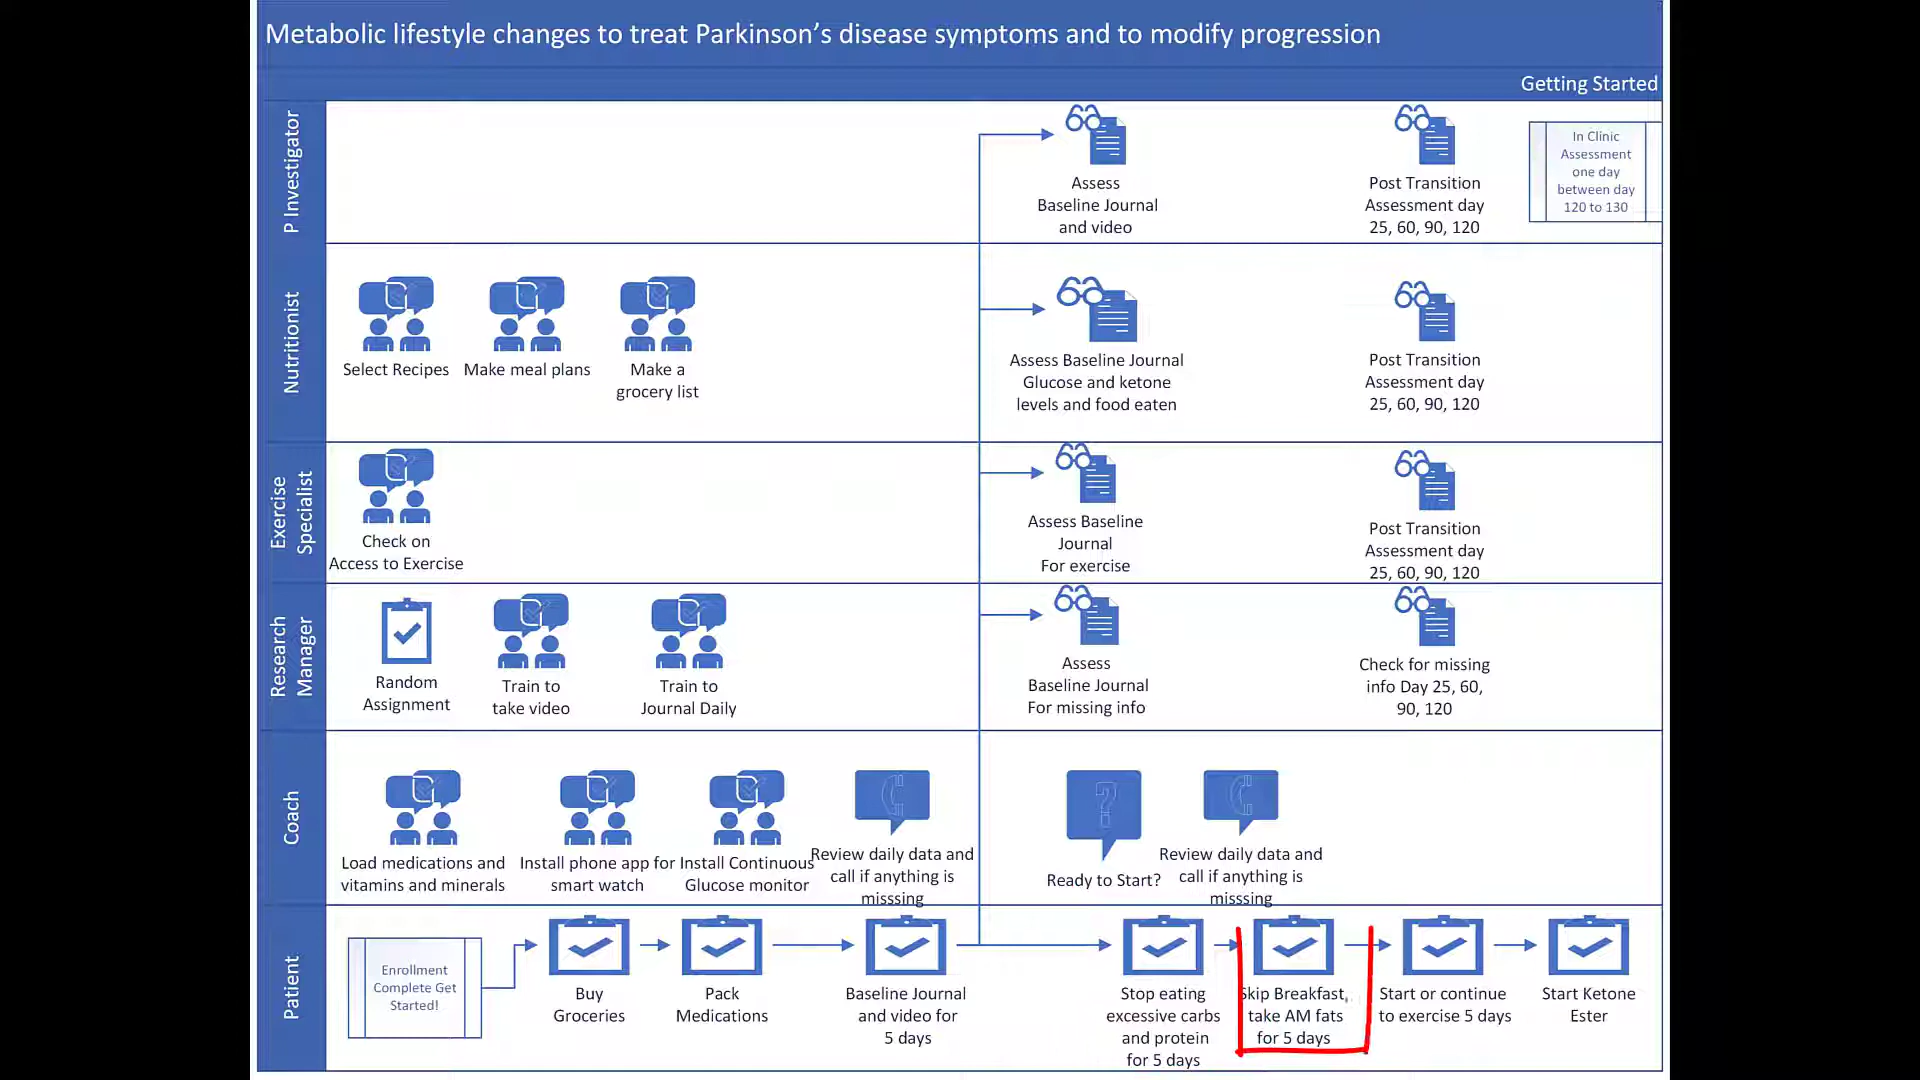 Metabolic lifestyle changes to treat Parkinson's disease symptoms and to modify progression
Getting Started
P Investigator
Assess
Baseline Journal
and video
Post Transition
Assessment day
25, 60, 90, 120
In Clinic
Assessment
one day
between day
120 to 130
Nutritionist
Select Recipes
Make meal plans
Make a
grocery list
Assess Baseline Journal
Glucose and ketone
levels and food eaten
Post Transition
Assessment day
25, 60, 90, 120
Exercise
Specialist
Check on
Access to Exercise
Assess Baseline
Journal
For exercise
Post Transition
Assessment day
25, 60, 90, 120
Research
Manager
Random
Assignment
Train to
take video
Train to
Journal Daily
Assess
Baseline Journal
For missing info
Check for missing
info Day 25, 60,
90, 120
Coach
Load medications and
vitamins and minerals
Install phone app for
smart watch
Install Continuous
Glucose monitor
Review daily data and
call if anything is
misssing
?
Ready to Start?
Review daily data and
call if anything is
misssing
Patient
Enrollment
Complete Get
Started!
Buy
Groceries
Pack
Medications
Baseline Journal
and video for
5 days
Stop eating
excessive carbs
and protein
for 5 days
Skip Breakfast,
take AM fats
for 5 days
Start or continue
to exercise 5 days
Start Ketone
Ester